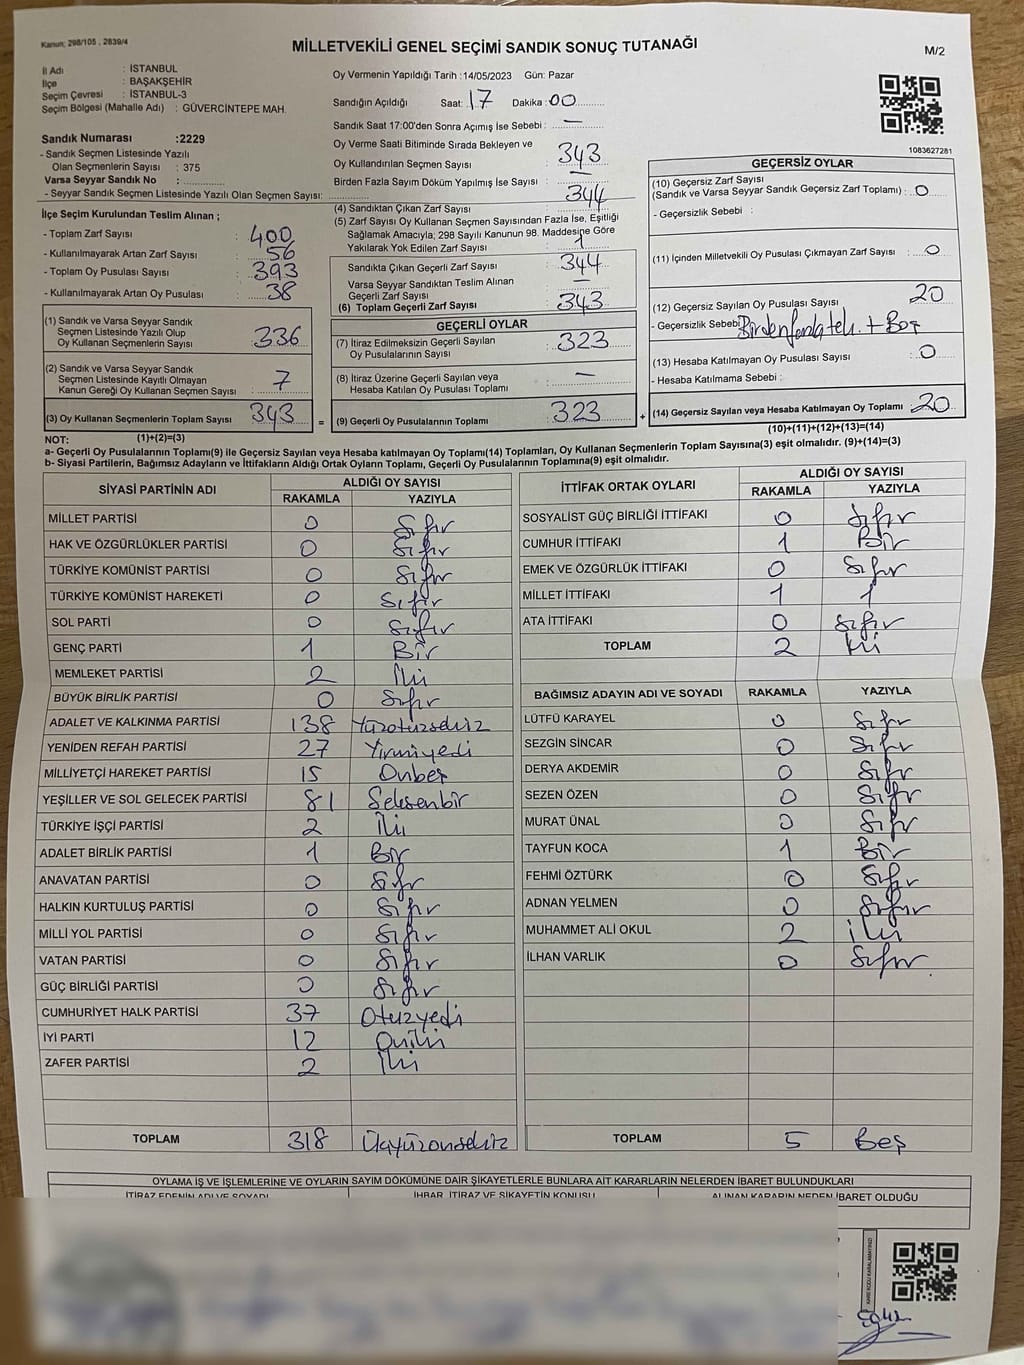 Kanun; 298/105 , 2839/4
MİLLETVEKİLİ GENEL SEÇİMİ SANDIK SONUÇ TUTANAĞI
M/2
İl Adı : İSTANBUL
İlçe : BAŞAKŞEHİR
Seçim Çevresi : İSTANBUL-3
Seçim Bölgesi (Mahalle Adı) : GÜVERCİNTEPE MAH.
Sandık Numarası :2229
- Sandık Seçmen Listesinde Yazılı
Olan Seçmenlerin Sayısı : 375
Varsa Seyyar Sandık No :
- Seyyar Sandık Seçmen Listesinde Yazılı Olan Seçmen Sayısı:
İlçe Seçim Kurulundan Teslim Alınan ;
- Toplam Zarf Sayısı : 400
- Kullanılmayarak Artan Zarf Sayısı : 56
- Toplam Oy Pusulası Sayısı : 393
- Kullanılmayarak Artan Oy Pusulası : 38
(1) Sandık ve Varsa Seyyar Sandık
Seçmen Listesinde Yazılı Olup
Oy Kullanan Seçmenlerin Sayısı : 336
(2) Sandık ve Varsa Seyyar Sandık
Seçmen Listesinde Kayıtlı Olmayan
Kanun Gereği Oy Kullanan Seçmen Sayısı : 7
(3) Oy Kullanan Seçmenlerin Toplam Sayısı : 343
Oy Vermenin Yapıldığı Tarih :14/05/2023 Gün: Pazar
Sandığın Açıldığı Saat: 17 Dakika: 00
Sandık Saat 17:00'den Sonra Açımış İse Sebebi : —
Oy Verme Saati Bitiminde Sırada Bekleyen ve
Oy Kullandırılan Seçmen Sayısı : 343
Birden Fazla Sayım Döküm Yapılmış İse Sayısı : —
(4) Sandıktan Çıkan Zarf Sayısı : 344
(5) Zarf Sayısı Oy Kullanan Seçmen Sayısından Fazla İse, Eşitliği
Sağlamak Amacıyla; 298 Sayılı Kanunun 98. Maddesine Göre
Yakılarak Yok Edilen Zarf Sayısı : 1
Sandıkta Çıkan Geçerli Zarf Sayısı : 344
Varsa Seyyar Sandıktan Teslim Alınan
Geçerli Zarf Sayısı : —
(6) Toplam Geçerli Zarf Sayısı : 343
GEÇERLİ OYLAR
(7) İtiraz Edilmeksizin Geçerli Sayılan
Oy Pusulalarının Sayısı : 323
(8) İtiraz Üzerine Geçerli Sayılan veya
Hesaba Katılan Oy Pusulası Toplamı : —
= (9) Geçerli Oy Pusulalarının Toplamı : 323
1083627281
GEÇERSİZ OYLAR
(10) Geçersiz Zarf Sayısı
(Sandık ve Varsa Seyyar Sandık Geçersiz Zarf Toplamı) : 0
- Geçersizlik Sebebi :
(11) İçinden Milletvekili Oy Pusulası Çıkmayan Zarf Sayısı : 0
(12) Geçersiz Sayılan Oy Pusulası Sayısı : 20
- Geçersizlik Sebebi : Birden fazla + Boş
(13) Hesaba Katılmayan Oy Pusulası Sayısı : 0
- Hesaba Katılmama Sebebi :
+ (14) Geçersiz Sayılan veya Hesaba Katılmayan Oy Toplamı : 20
NOT: (1)+(2)=(3)
(10)+(11)+(12)+(13)=(14)
a- Geçerli Oy Pusulalarının Toplamı(9) ile Geçersiz Sayılan veya Hesaba katılmayan Oy Toplamı(14) Toplamları, Oy Kullanan Seçmenlerin Toplam Sayısına(3) eşit olmalıdır. (9)+(14)=(3)
b- Siyasi Partilerin, Bağımsız Adayların ve İttifakların Aldığı Ortak Oyların Toplamı, Geçerli Oy Pusulalarının Toplamına(9) eşit olmalıdır.
SİYASİ PARTİNİN ADI
ALDIĞI OY SAYISI
RAKAMLA YAZIYLA
MİLLET PARTİSİ 0 Sıfır
HAK VE ÖZGÜRLÜKLER PARTİSİ 0 Sıfır
TÜRKİYE KOMÜNİST PARTİSİ 0 Sıfır
TÜRKİYE KOMÜNİST HAREKETİ 0 Sıfır
SOL PARTİ 0 Sıfır
GENÇ PARTİ 1 Bir
MEMLEKET PARTİSİ 2 İki
BÜYÜK BİRLİK PARTİSİ 0 Sıfır
ADALET VE KALKINMA PARTİSİ 138 Yüzotuzsekiz
YENİDEN REFAH PARTİSİ 27 Yirmiyedi
MİLLİYETÇİ HAREKET PARTİSİ 15 Onbeş
YEŞİLLER VE SOL GELECEK PARTİSİ 81 Seksenbir
TÜRKİYE İŞÇİ PARTİSİ 2 İki
ADALET BİRLİK PARTİSİ 1 Bir
ANAVATAN PARTİSİ 0 Sıfır
HALKIN KURTULUŞ PARTİSİ 0 Sıfır
MİLLİ YOL PARTİSİ 0 Sıfır
VATAN PARTİSİ 0 Sıfır
GÜÇ BİRLİĞİ PARTİSİ 0 Sıfır
CUMHURİYET HALK PARTİSİ 37 Otuzyedi
İYİ PARTİ 12 Oniki
ZAFER PARTİSİ 2 İki
TOPLAM 318 Üçyüzonsekiz
İTTİFAK ORTAK OYLARI
ALDIĞI OY SAYISI
RAKAMLA YAZIYLA
SOSYALİST GÜÇ BİRLİĞİ İTTİFAKI 0 Sıfır
CUMHUR İTTİFAKI 1 Bir
EMEK VE ÖZGÜRLÜK İTTİFAKI 0 Sıfır
MİLLET İTTİFAKI 1 1
ATA İTTİFAKI 0 Sıfır
TOPLAM 2 İki
BAĞIMSIZ ADAYIN ADI VE SOYADI RAKAMLA YAZIYLA
LÜTFÜ KARAYEL 0 Sıfır
SEZGİN SİNCAR 0 Sıfır
DERYA AKDEMİR 0 Sıfır
SEZEN ÖZEN 0 Sıfır
MURAT ÜNAL 0 Sıfır
TAYFUN KOCA 1 Bir
FEHMİ ÖZTÜRK 0 Sıfır
ADNAN YELMEN 0 Sıfır
MUHAMMET ALİ OKUL 2 İki
İLHAN VARLIK 0 Sıfır
TOPLAM 5 Beş
OYLAMA İŞ VE İŞLEMLERİNE VE OYLARIN SAYIM DÖKÜMÜNE DAİR ŞİKAYETLERLE BUNLARA AİT KARARLARIN NELERDEN İBARET BULUNDUKLARI
İTİRAZ EDENİN ADI VE SOYADI İHBAR, İTİRAZ VE ŞİKAYETİN KONUSU ALINAN KARARIN NEDEN İBARET OLDUĞU
KARE KODU KARALAMAYINIZ